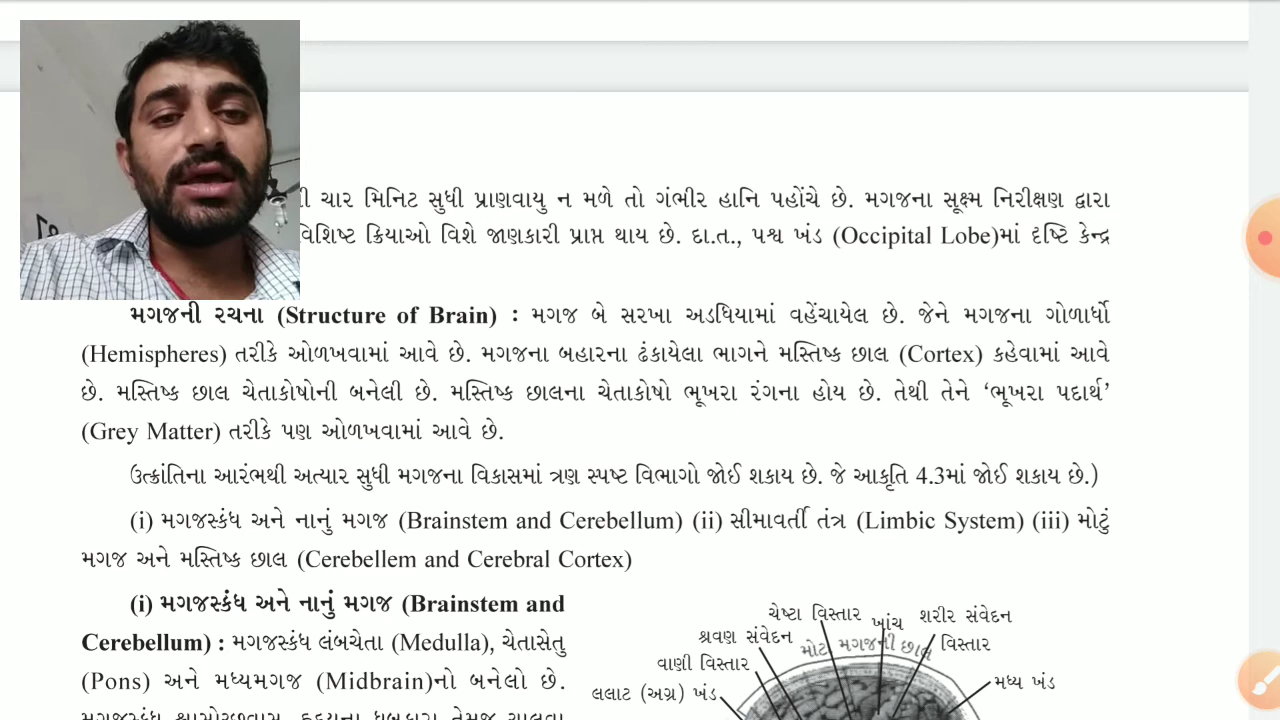 ચાર મિનિટ સુધી પ્રાણવાયુ ન મળે તો ગંભીર હાનિ પહોંચે છે. મગજના સૂક્ષ્મ નિરીક્ષણ દ્વારા
વિશિષ્ટ ક્રિયાઓ વિશે જાણકારી પ્રાપ્ત થાય છે. દા.ત., પશ્વ ખંડ (Occipital Lobe)માં દૃષ્ટિ કેન્દ્ર
મગજની રચના (Structure of Brain) : મગજ બે સરખા અડધિયામાં વહેંચાયેલ છે. જેને મગજના ગોળાર્ધો
(Hemispheres) તરીકે ઓળખવામાં આવે છે. મગજના બહારના ઢંકાયેલા ભાગને મસ્તિષ્ક છાલ (Cortex) કહેવામાં આવે
છે. મસ્તિષ્ક છાલ ચેતાકોષોની બનેલી છે. મસ્તિષ્ક છાલના ચેતાકોષો ભૂખરા રંગના હોય છે. તેથી તેને ‘ભૂખરા પદાર્થ’
(Grey Matter) તરીકે પણ ઓળખવામાં આવે છે.
ઉત્ક્રાંતિના આરંભથી અત્યાર સુધી મગજના વિકાસમાં ત્રણ સ્પષ્ટ વિભાગો જોઈ શકાય છે. જે આકૃતિ 4.3માં જોઈ શકાય છે.)
(i) મગજસ્કંધ અને નાનું મગજ (Brainstem and Cerebellum) (ii) સીમાવર્તી તંત્ર (Limbic System) (iii) મોટું
મગજ અને મસ્તિષ્ક છાલ (Cerebellem and Cerebral Cortex)
(i) મગજસ્કંધ અને નાનું મગજ (Brainstem and
Cerebellum) : મગજસ્કંધ લંબચેતા (Medulla), ચેતાસેતુ
(Pons) અને મધ્યમગજ (Midbrain)નો બનેલો છે.
ચેષ્ટા વિસ્તાર
ખાંચ
શરીર સંવેદન
વિસ્તાર
શ્રવણ સંવેદન
મોટા મગજની છાલ
વાણી વિસ્તાર
લલાટ (અગ્ર) ખંડ
મધ્ય ખંડ